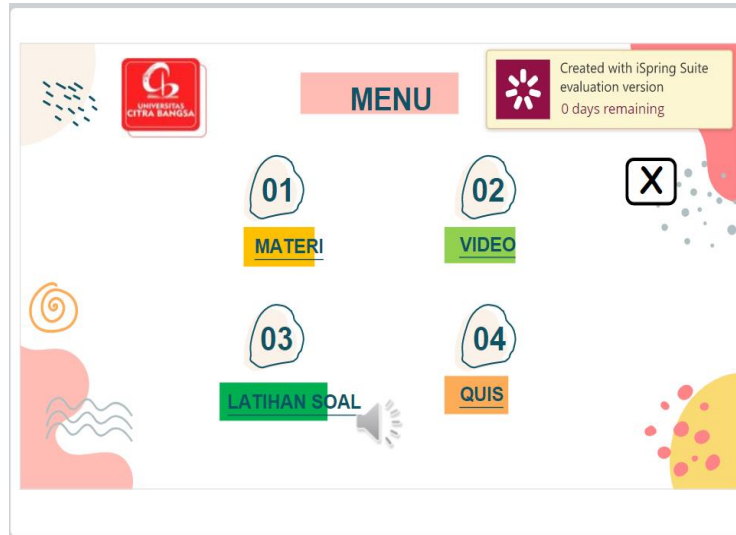 UNIVERSITAS
CITRA BANGSA
MENU
Created with iSpring Suite
evaluation version
0 days remaining
X
01
MATERI
02
VIDEO
03
LATIHAN SOAL
04
QUIS